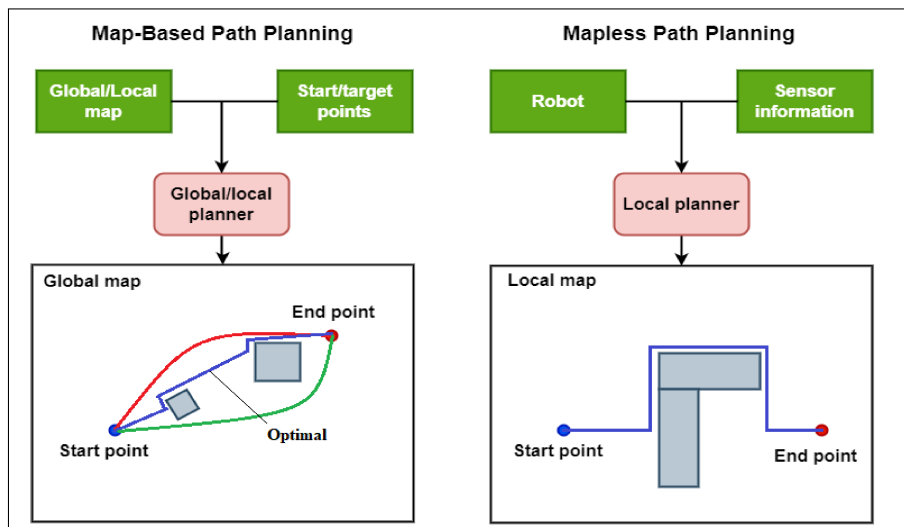 Map-Based Path Planning
Global/Local
map
Start/target
points
Global/local
planner
Global map
End point
Optimal
Start point
Mapless Path Planning
Robot
Sensor
information
Local planner
Local map
Start point
End point